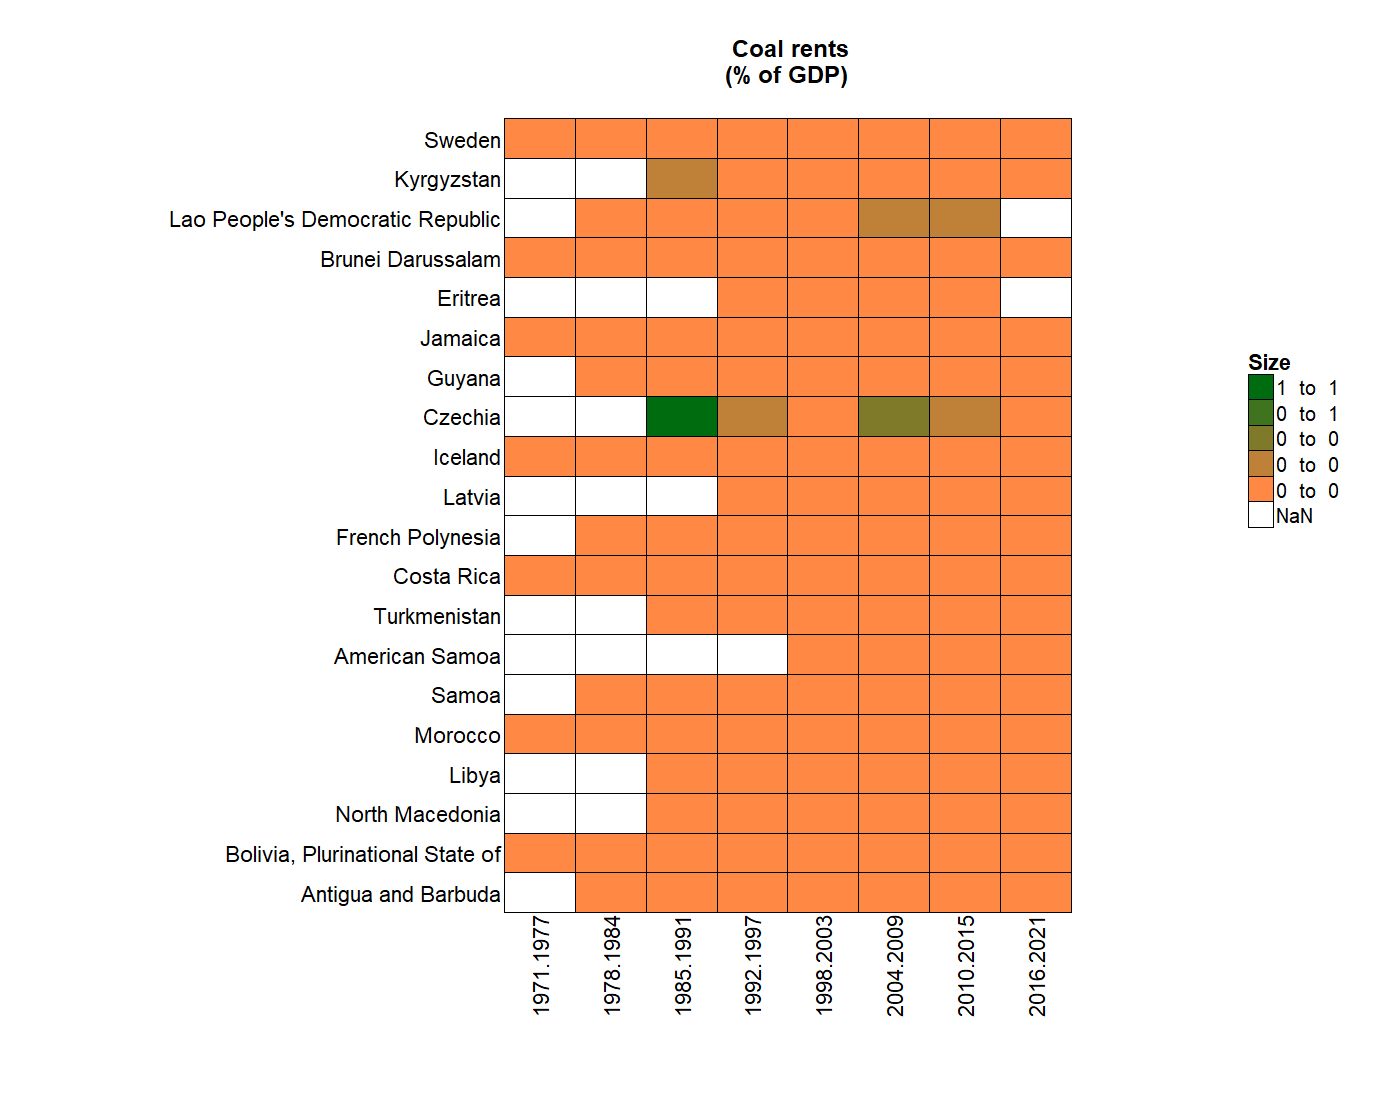 Coal rents
(% of GDP)
Sweden
Kyrgyzstan
Lao People's Democratic Republic
Brunei Darussalam
Eritrea
Jamaica
Guyana
Czechia
Iceland
Latvia
French Polynesia
Costa Rica
Turkmenistan
American Samoa
Samoa
Morocco
Libya
North Macedonia
Bolivia, Plurinational State of
Antigua and Barbuda
1971.1977
1978.1984
1985.1991
1992.1997
1998.2003
2004.2009
2010.2015
2016.2021
Size
1 to 1
0 to 1
0 to 0
0 to 0
0 to 0
NaN